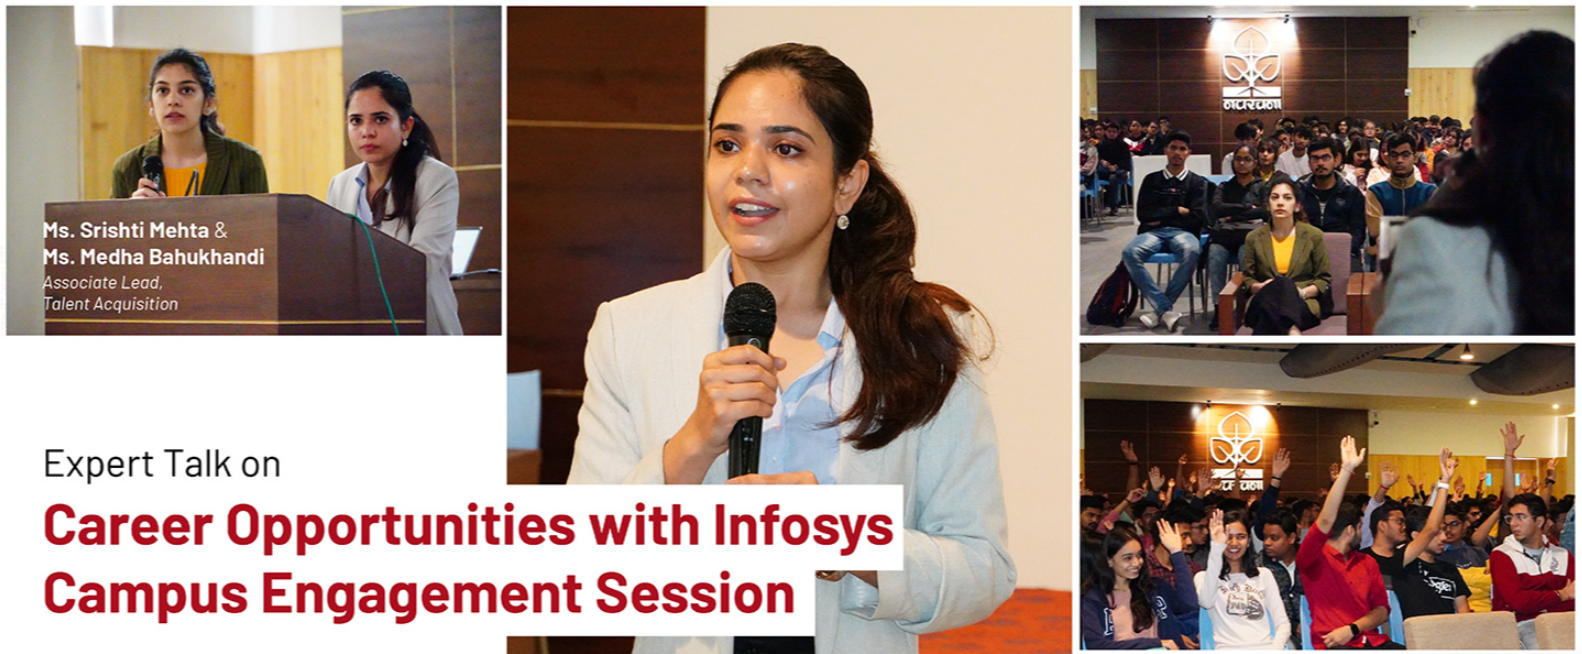 Ms. Srishti Mehta &
Ms. Medha Bahukhandi
Associate Lead,
Talent Acquisition
नवरचना
Expert Talk on
Career Opportunities with Infosys
Campus Engagement Session